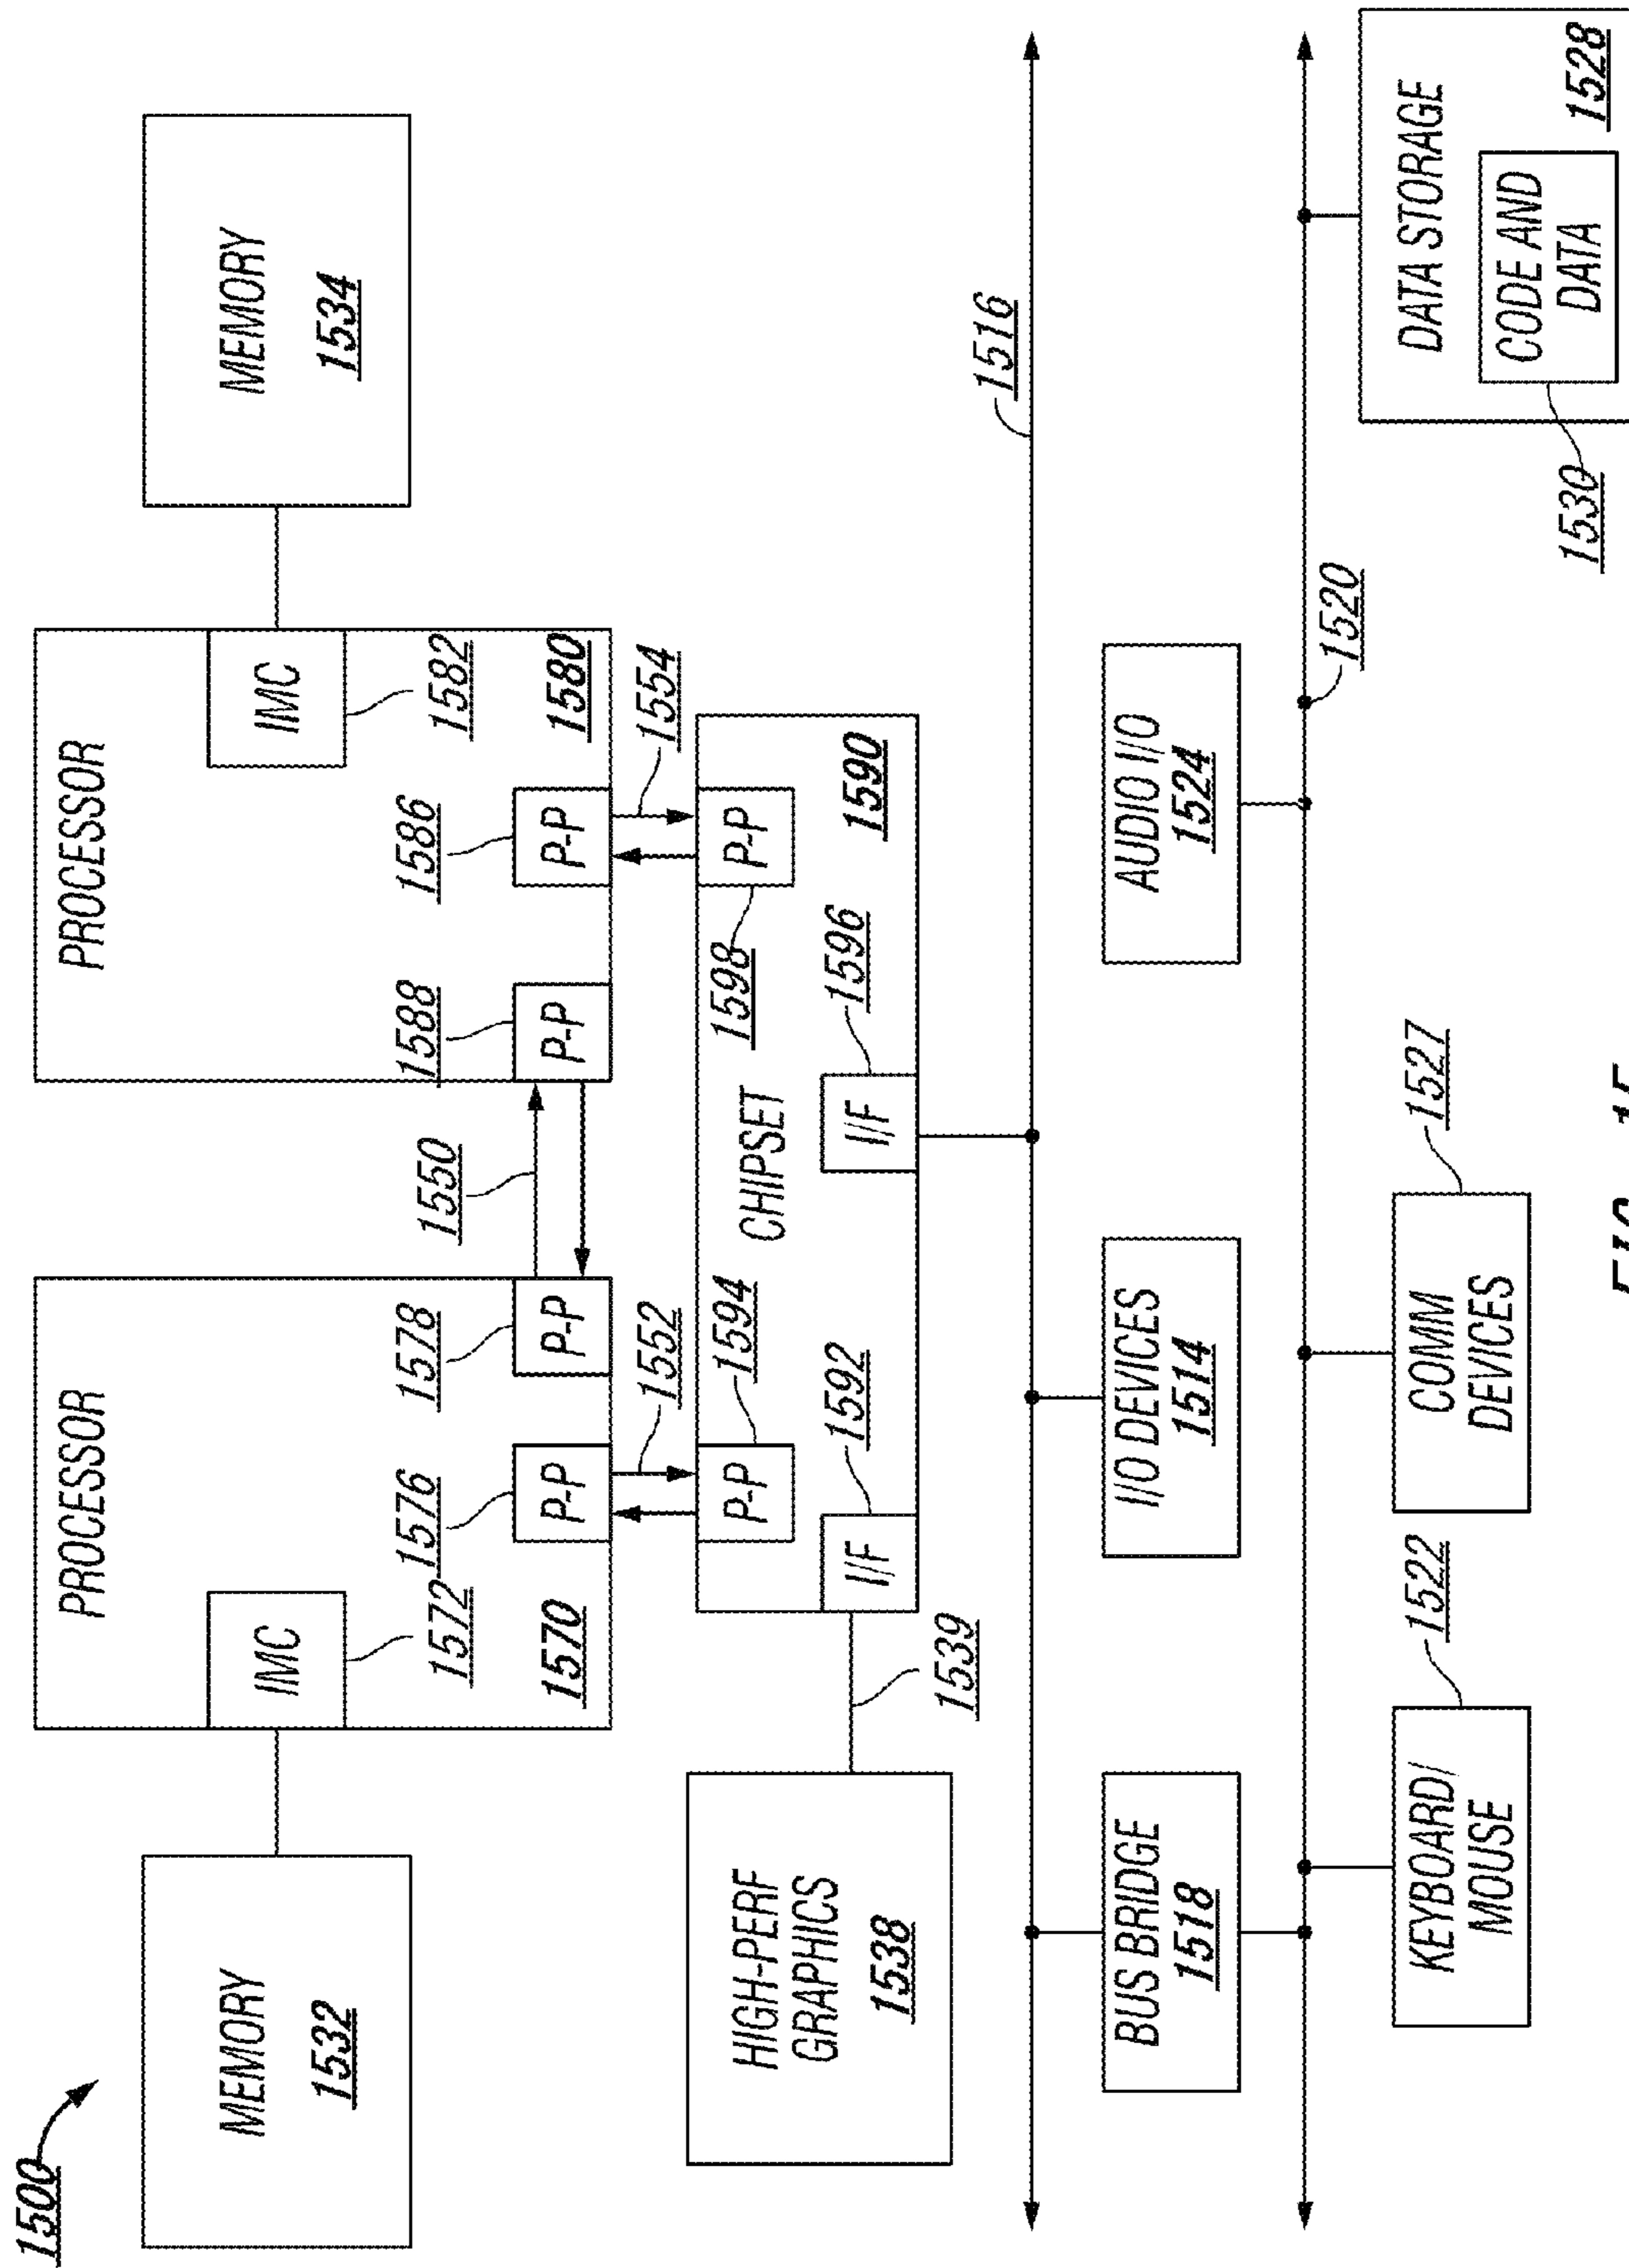 1500
MEMORY
1532
PROCESSOR
IMC
1572
1570
1576
P-P
1578
P-P
1550
PROCESSOR
1588
P-P
1586
P-P
IMC
1582
1580
MEMORY
1534
1552
1554
HIGH-PERF
GRAPHICS
1538
1539
P-P
1594
CHIPSET
P-P
1598
1590
I/F
1592
I/F
1596
1516
BUS BRIDGE
1518
I/O DEVICES
1514
AUDIO I/O
1524
1520
KEYBOARD/
MOUSE
1522
COMM
DEVICES
1527
DATA STORAGE
CODE AND
DATA
1530
1528